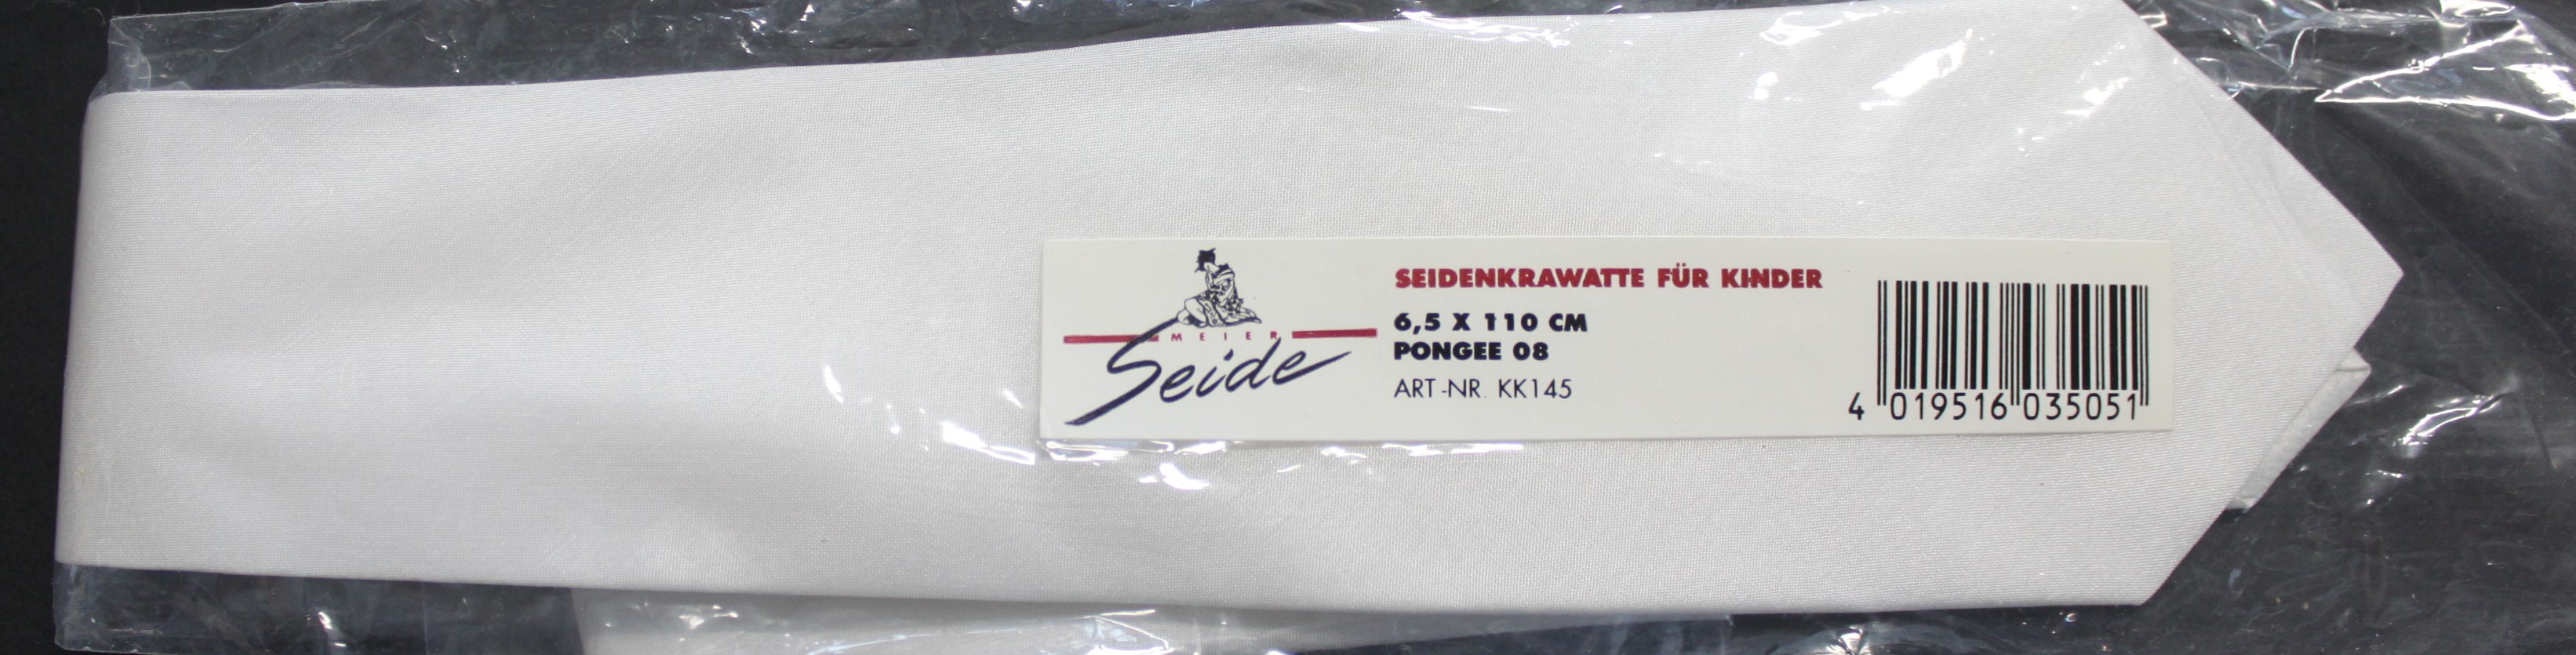 MEIER
Seide
SEIDENKRAWATTE FÜR KINDER
6,5 X 110 CM
PONGEE 08
ART-NR. KK145
4 019516 035051